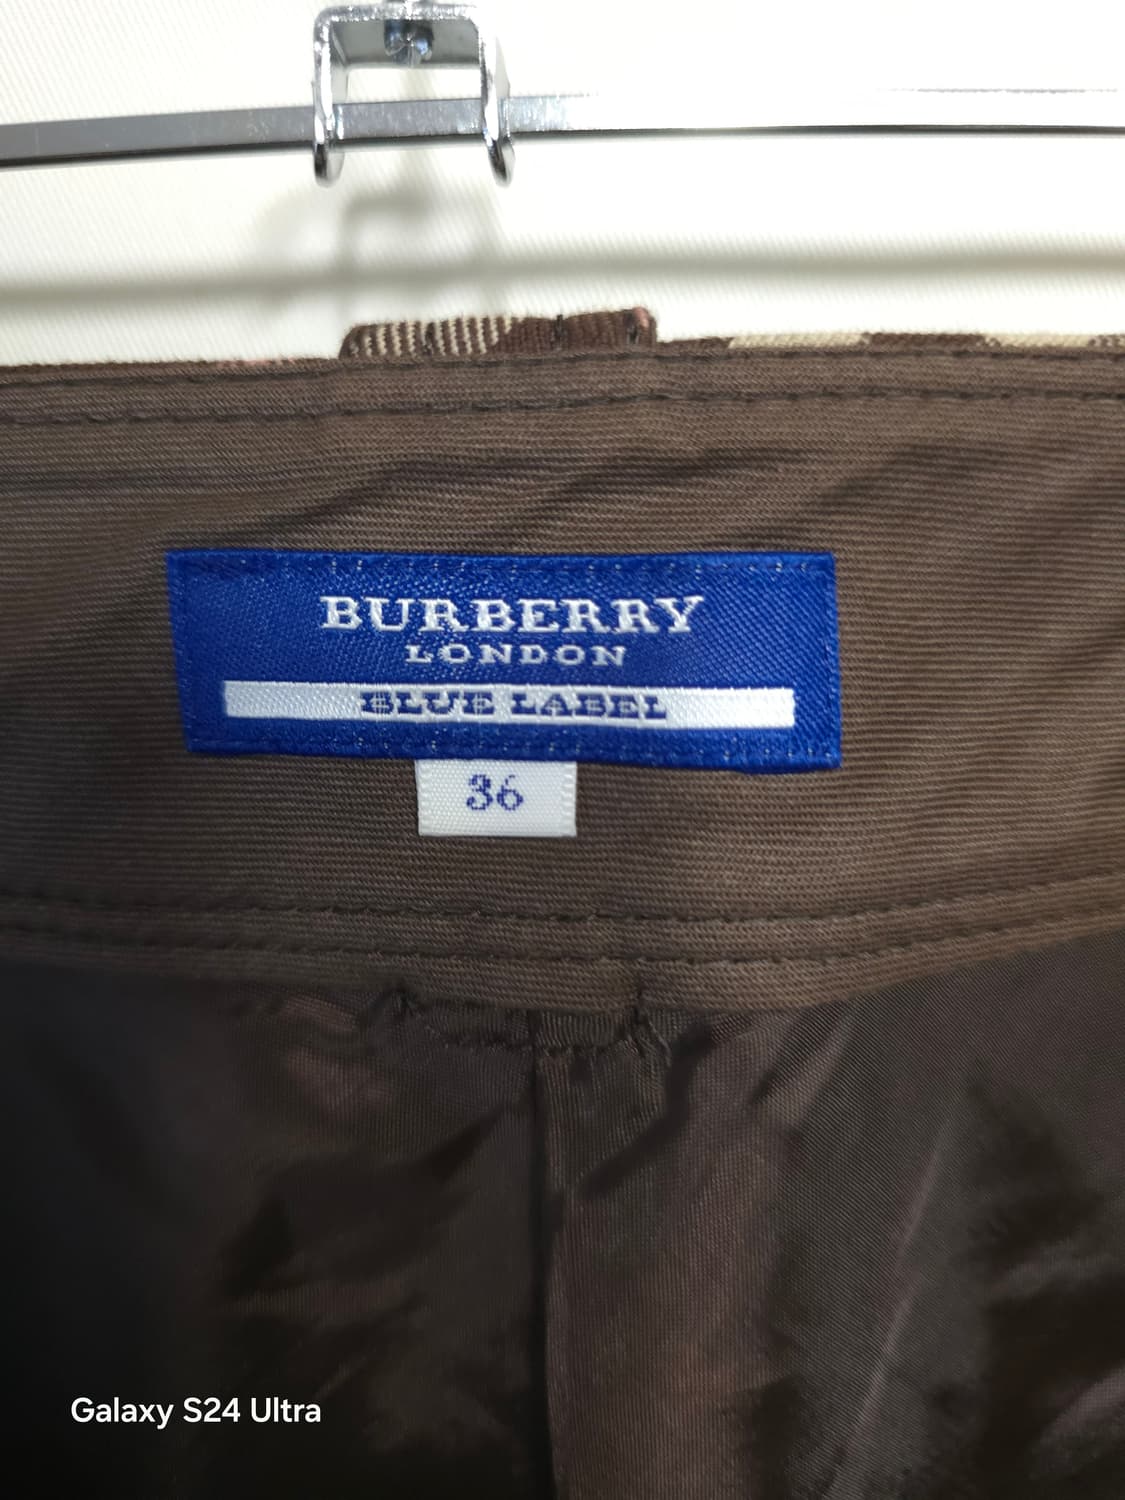 BURBERRY
LONDON
BLUE LABEL
36
Galaxy S24 Ultra